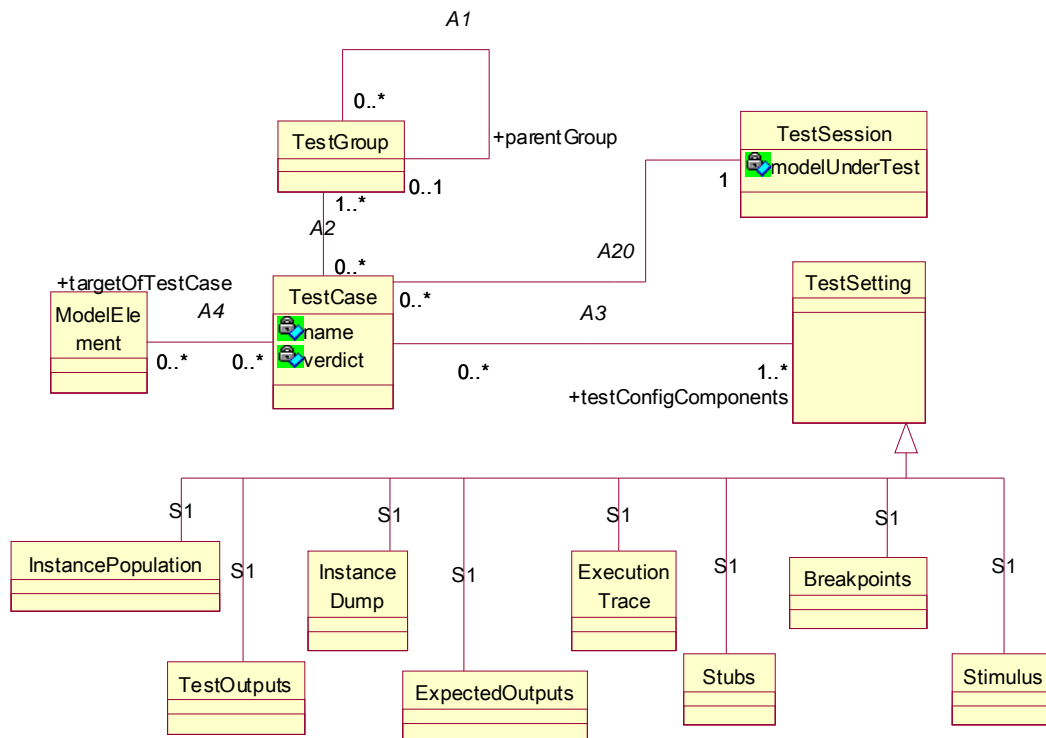 A1
0..*
TestGroup
+parentGroup
0..1
1..*
TestSession
modelUnderTest
1
A2
A20
0..*
+targetOfTestCase
TestCase
name
verdict
0..*
TestSetting
ModelEle
ment
A4
A3
0..*
0..*
0..*
1..*
+testConfigComponents
S1
S1
S1
S1
S1
S1
S1
S1
InstancePopulation
Instance
Dump
Execution
Trace
Breakpoints
TestOutputs
ExpectedOutputs
Stubs
Stimulus